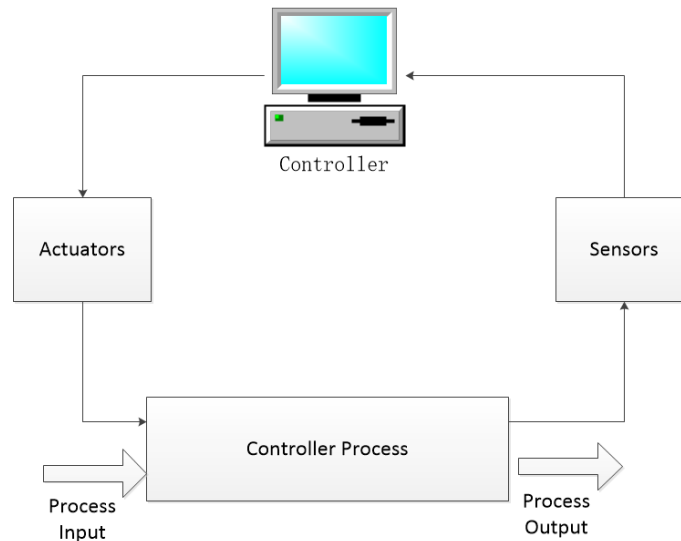 Controller
Actuators
Sensors
Controller Process
Process
Input
Process
Output